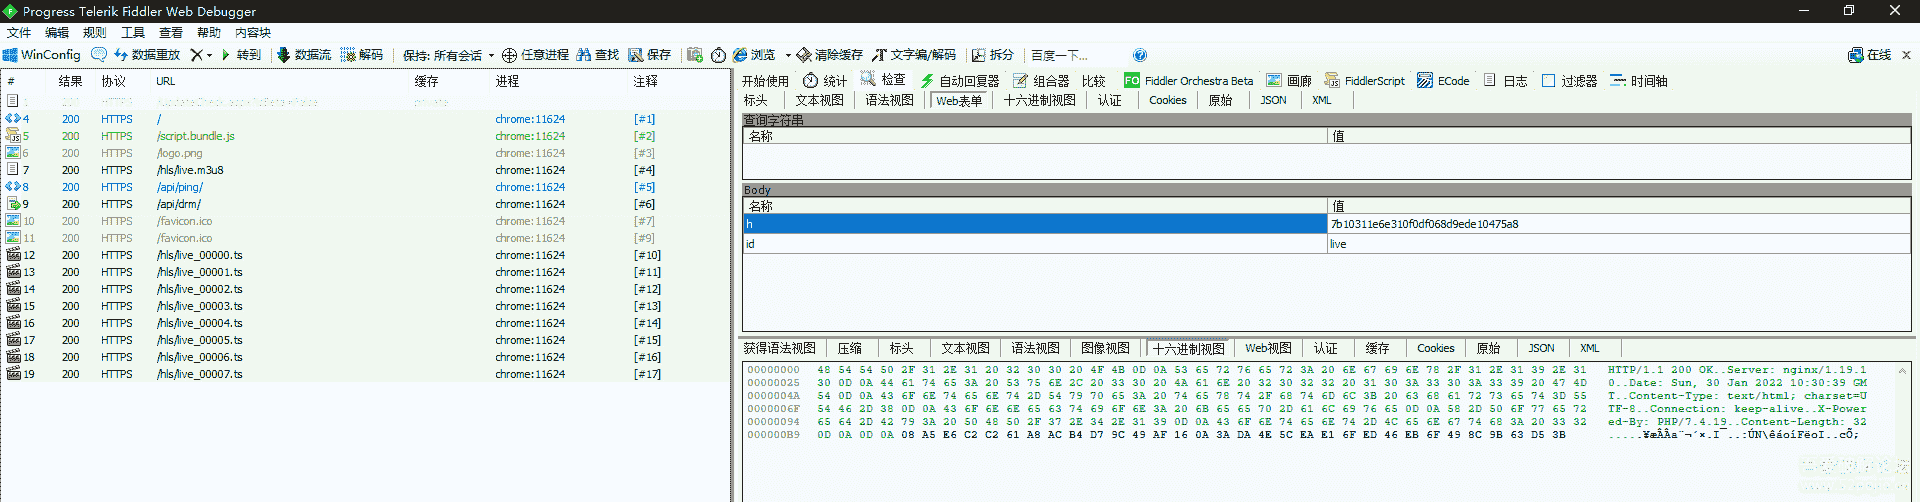 Progress Telerik Fiddler Web Debugger
文件 编辑 规则 工具 查看 帮助 内容块
WinConfig 数据重放 转到 数据流 解码 保持: 所有会话 任意进程 查找 保存 浏览 清除缓存 文字编/解码 拆分 百度一下... 在线
# 结果 协议 URL 缓存 进程 注释
4 200 HTTPS / chrome:11624 [#1]
5 200 HTTPS /script.bundle.js chrome:11624 [#2]
6 200 HTTPS /logo.png chrome:11624 [#3]
7 200 HTTPS /hls/live.m3u8 chrome:11624 [#4]
8 200 HTTPS /api/ping/ chrome:11624 [#5]
9 200 HTTPS /api/drm/ chrome:11624 [#6]
10 200 HTTPS /favicon.ico chrome:11624 [#7]
11 200 HTTPS /favicon.ico chrome:11624 [#9]
12 200 HTTPS /hls/live_00000.ts chrome:11624 [#10]
13 200 HTTPS /hls/live_00001.ts chrome:11624 [#11]
14 200 HTTPS /hls/live_00002.ts chrome:11624 [#12]
15 200 HTTPS /hls/live_00003.ts chrome:11624 [#13]
16 200 HTTPS /hls/live_00004.ts chrome:11624 [#14]
17 200 HTTPS /hls/live_00005.ts chrome:11624 [#15]
18 200 HTTPS /hls/live_00006.ts chrome:11624 [#16]
19 200 HTTPS /hls/live_00007.ts chrome:11624 [#17]
开始使用 统计 检查 自动回复器 组合器 比较 FO Fiddler Orchestra Beta 画廊 FiddlerScript ECode 日志 过滤器 时间轴
标头 文本视图 语法视图 Web表单 十六进制视图 认证 Cookies 原始 JSON XML
查询字符串
名称 值
Body
名称 值
h 7b10311e6e310f0df068d9ede10475a8
id live
获得语法视图 压缩 标头 文本视图 语法视图 图像视图 十六进制视图 Web视图 认证 缓存 Cookies 原始 JSON XML
00000000 48 54 54 50 2F 31 2E 31 20 32 30 30 20 4F 4B 0D 0A 53 65 72 76 65 72 3A 20 6E 67 69 6E 78 2F 31 2E 31 39 2E 31 HTTP/1.1 200 OK..Server: nginx/1.19.1
00000025 30 0D 0A 44 61 74 65 3A 20 53 75 6E 2C 20 33 30 20 4A 61 6E 20 32 30 32 32 20 31 30 3A 33 30 3A 33 39 20 47 4D 0..Date: Sun, 30 Jan 2022 10:30:39 GM
0000004A 54 0D 0A 43 6F 6E 74 65 6E 74 2D 54 79 70 65 3A 20 74 65 78 74 2F 68 74 6D 6C 3B 20 63 68 61 72 73 65 74 3D 55 T..Content-Type: text/html; charset=U
0000006F 54 46 2D 38 0D 0A 43 6F 6E 6E 65 63 74 69 6F 6E 3A 20 6B 65 65 70 2D 61 6C 69 76 65 0D 0A 58 2D 50 6F 77 65 72 TF-8..Connection: keep-alive..X-Power
00000094 65 64 2D 42 79 3A 20 50 48 50 2F 37 2E 34 2E 31 39 0D 0A 43 6F 6E 74 65 6E 74 2D 4C 65 6E 67 74 68 3A 20 33 32 ed-By: PHP/7.4.19..Content-Length: 32
000000B9 0D 0A 0D 0A 08 A5 E6 C2 C2 61 A8 AC B4 D7 9C 49 AF 16 0A 3A DA 4E 5C EA E1 6F ED 46 EB 6F 49 8C 9B 63 D5 3B .....¥æÂÂa¨¬´×.I¯..:ÚN\êáoíFëoI..cÕ;